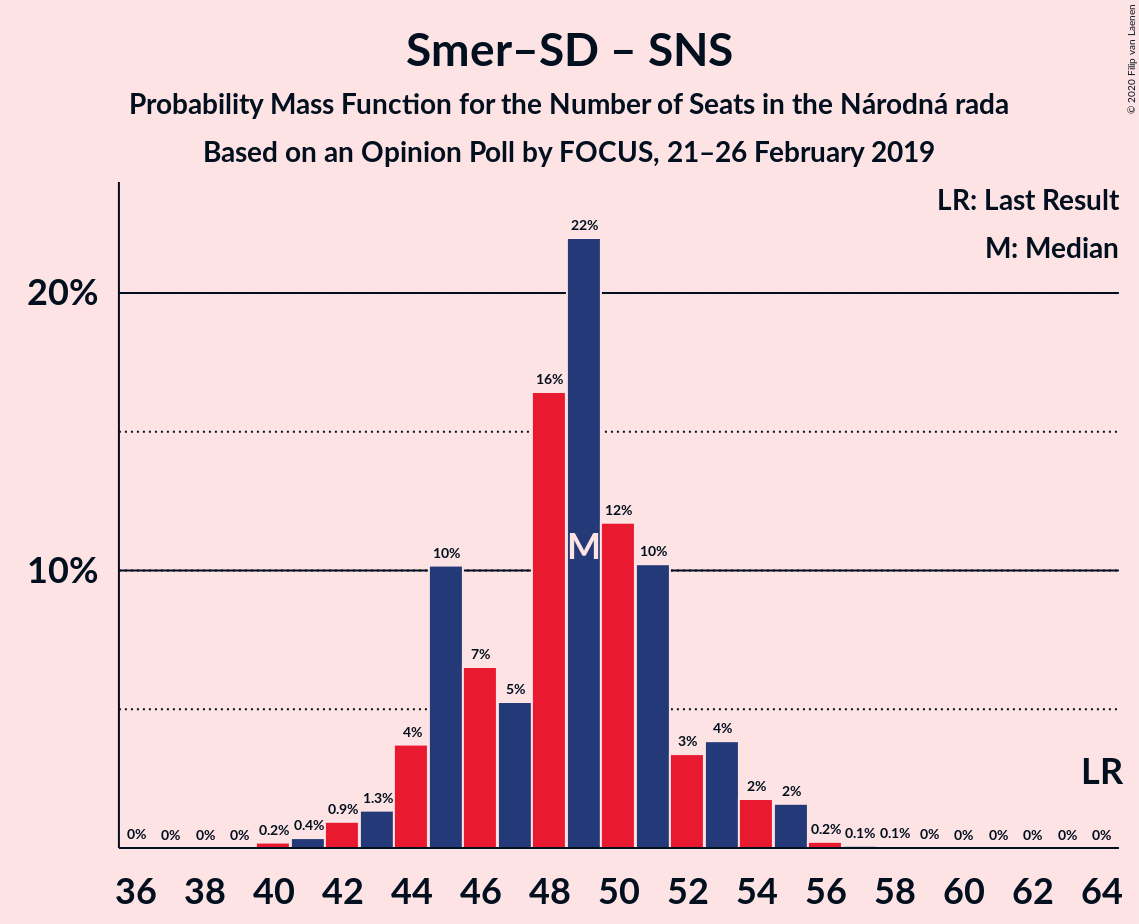 Smer–SD – SNS
Probability Mass Function for the Number of Seats in the Národná rada
Based on an Opinion Poll by FOCUS, 21–26 February 2019
© 2020 Filip van Laenen
LR: Last Result
M: Median
20%
10%
0% 0% 0% 0% 0.2% 0.4% 0.9% 1.3% 4% 10% 7% 5% 16% 22% 12% 10% 3% 4% 2% 2% 0.2% 0.1% 0.1% 0% 0% 0% 0% 0% 0%
M
LR
36 38 40 42 44 46 48 50 52 54 56 58 60 62 64